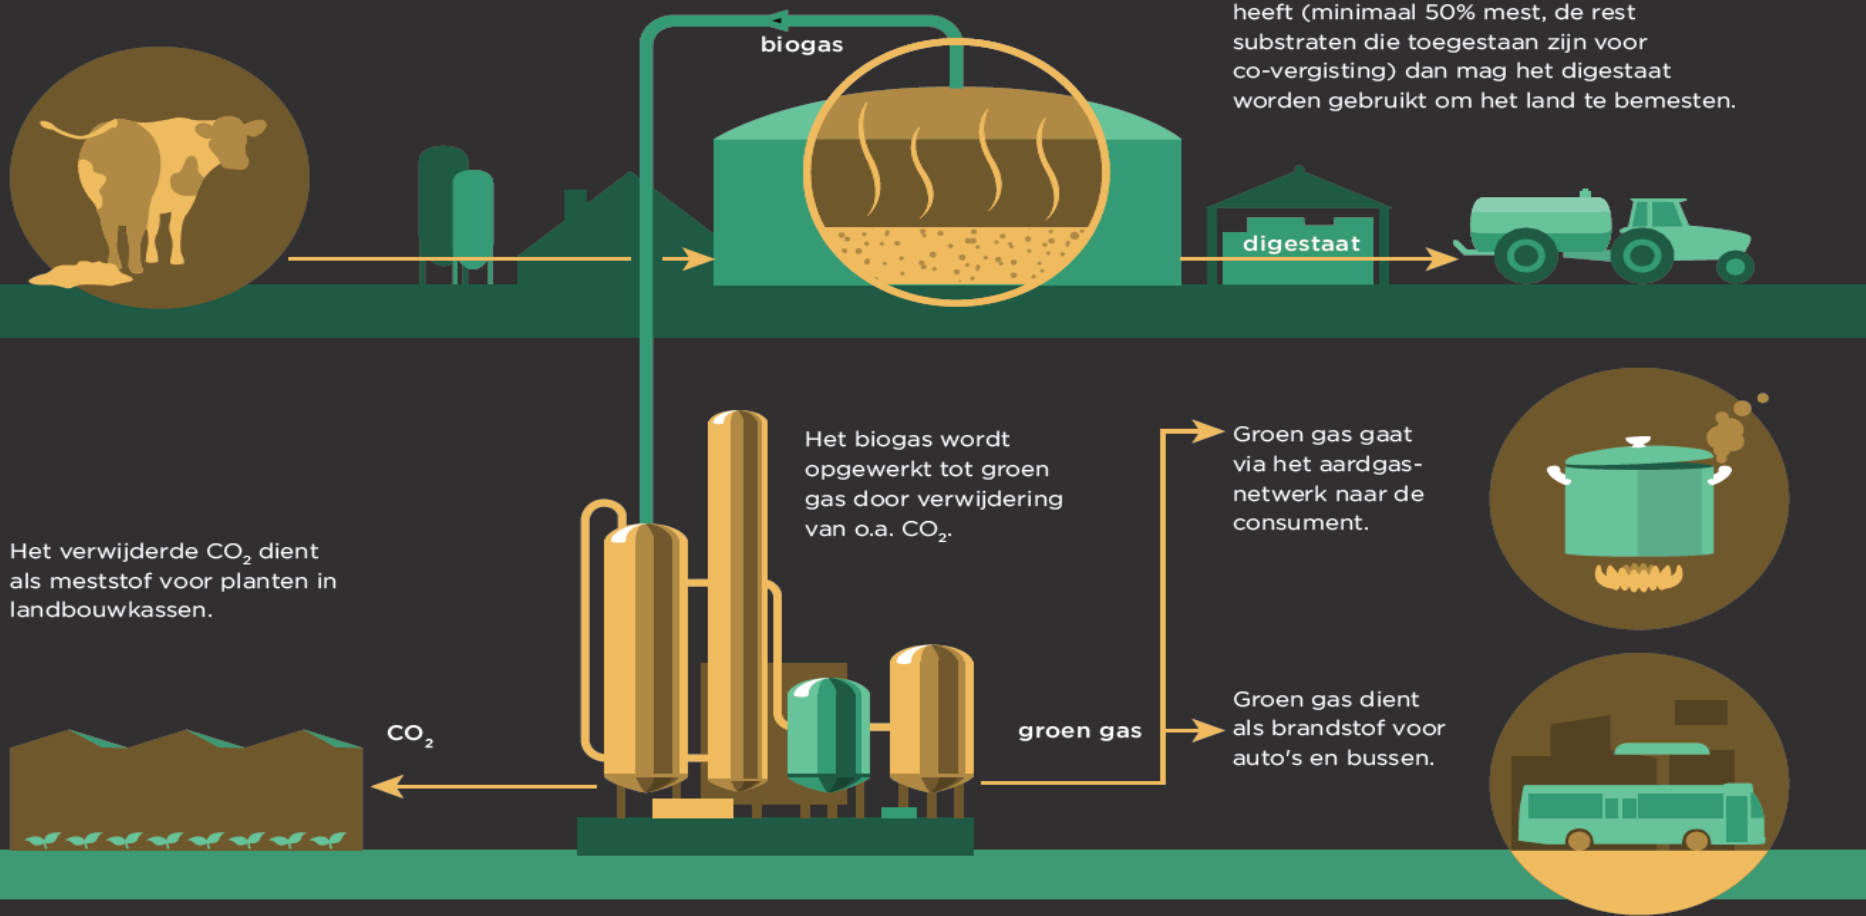 heeft (minimaal 50% mest, de rest
substraten die toegestaan zijn voor
co-vergisting) dan mag het digestaat
worden gebruikt om het land te bemesten.
biogas
digestaat
Het biogas wordt
opgewerkt tot groen
gas door verwijdering
van o.a. CO₂.
Groen gas gaat
via het aardgas-
netwerk naar de
consument.
Het verwijderde CO₂ dient
als meststof voor planten in
landbouwkassen.
CO₂
groen gas
Groen gas dient
als brandstof voor
auto's en bussen.